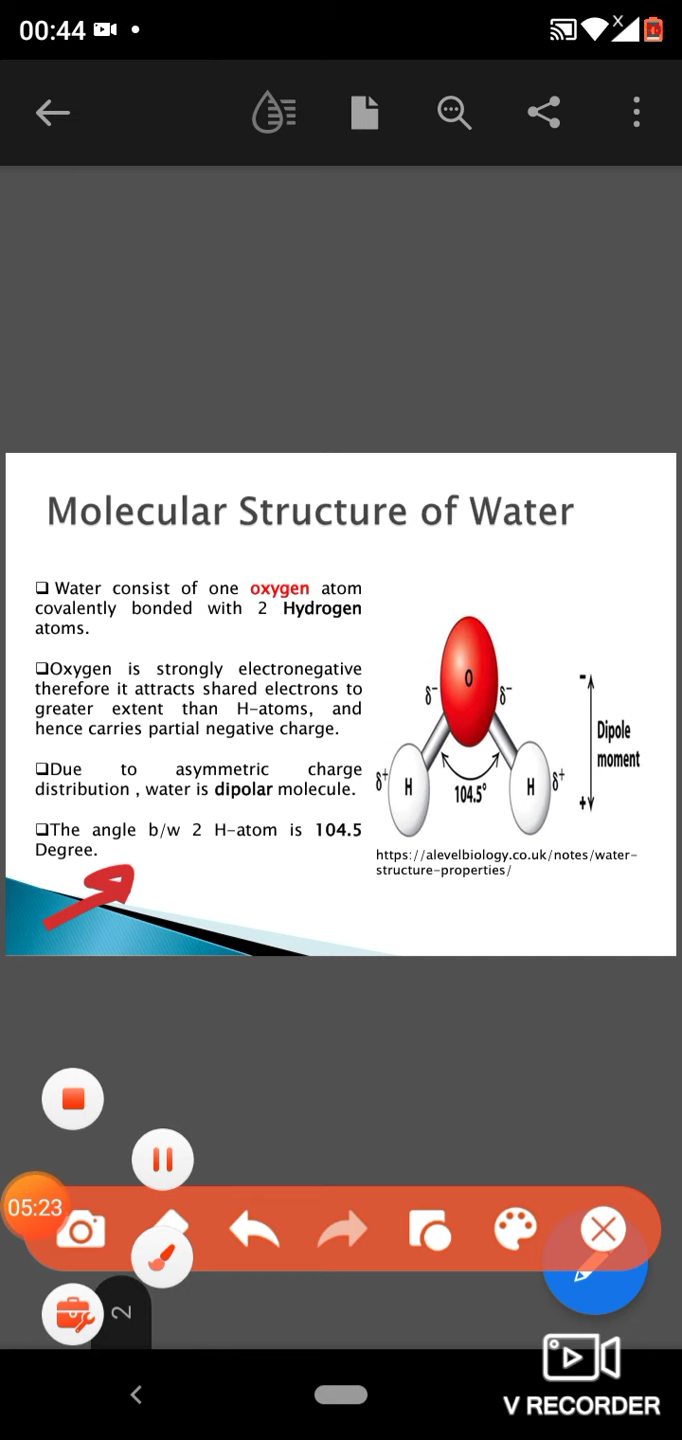 00:44
Molecular Structure of Water
❑ Water consist of one oxygen atom
covalently bonded with 2 Hydrogen
atoms.
❑Oxygen is strongly electronegative
therefore it attracts shared electrons to
greater extent than H-atoms, and
hence carries partial negative charge.
❑Due to asymmetric charge
distribution , water is dipolar molecule.
❑The angle b/w 2 H-atom is 104.5
Degree.
O
δ- δ-
δ+ H H δ+
104.5°
-
Dipole
moment
+
https://alevelbiology.co.uk/notes/water-
structure-properties/
05:23
2
V RECORDER